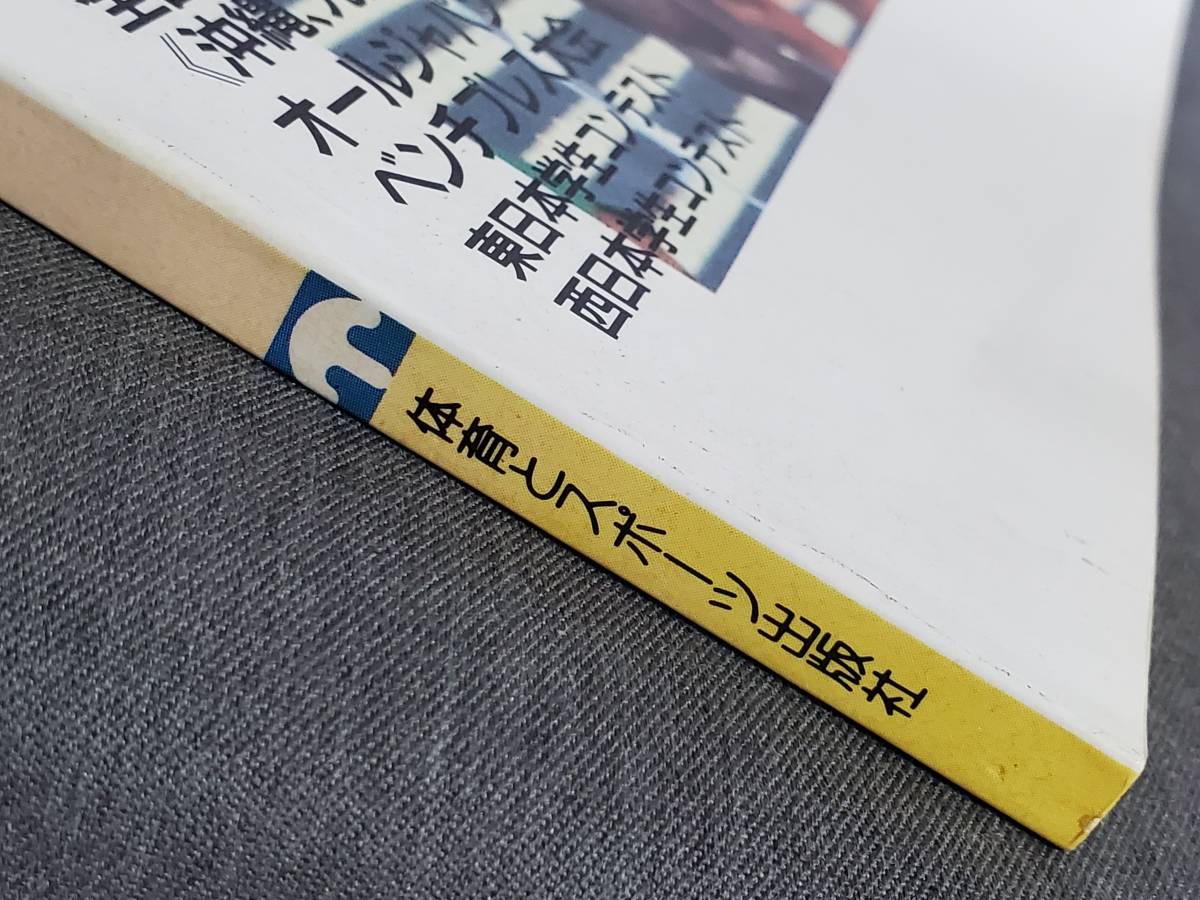 《沖縄、
オールジャパン
ベンチプレス大会
東日本学生コンテスト
西日本学生コンテスト
体育とスポーツ出版社